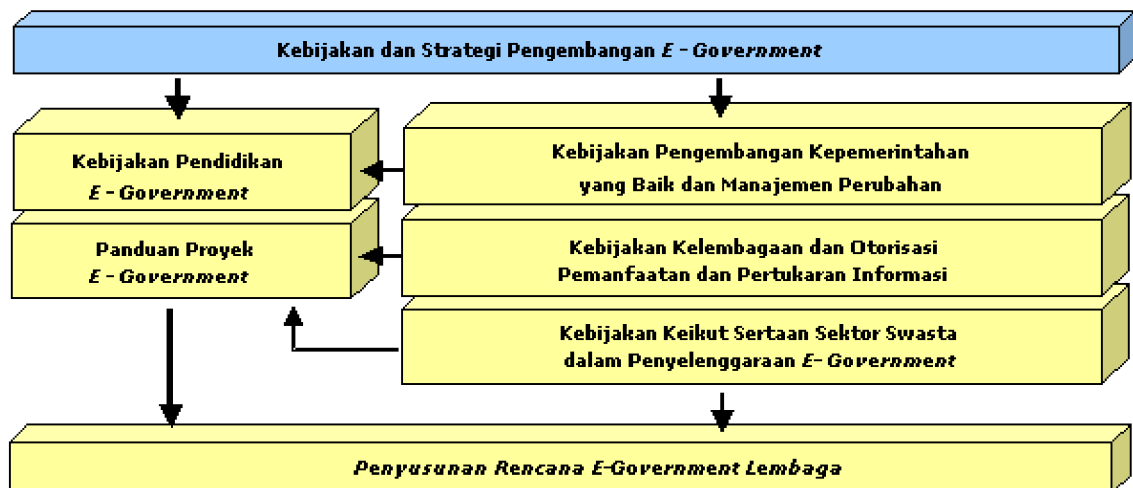 Kebijakan dan Strategi Pengembangan E - Government
Kebijakan Pendidikan
E - Government
Kebijakan Pengembangan Kepemerintahan
yang Baik dan Manajemen Perubahan
Panduan Proyek
E - Government
Kebijakan Kelembagaan dan Otorisasi
Pemanfaatan dan Pertukaran Informasi
Kebijakan Keikut Sertaan Sektor Swasta
dalam Penyelenggaraan E- Government
Penyusunan Rencana E-Government Lembaga